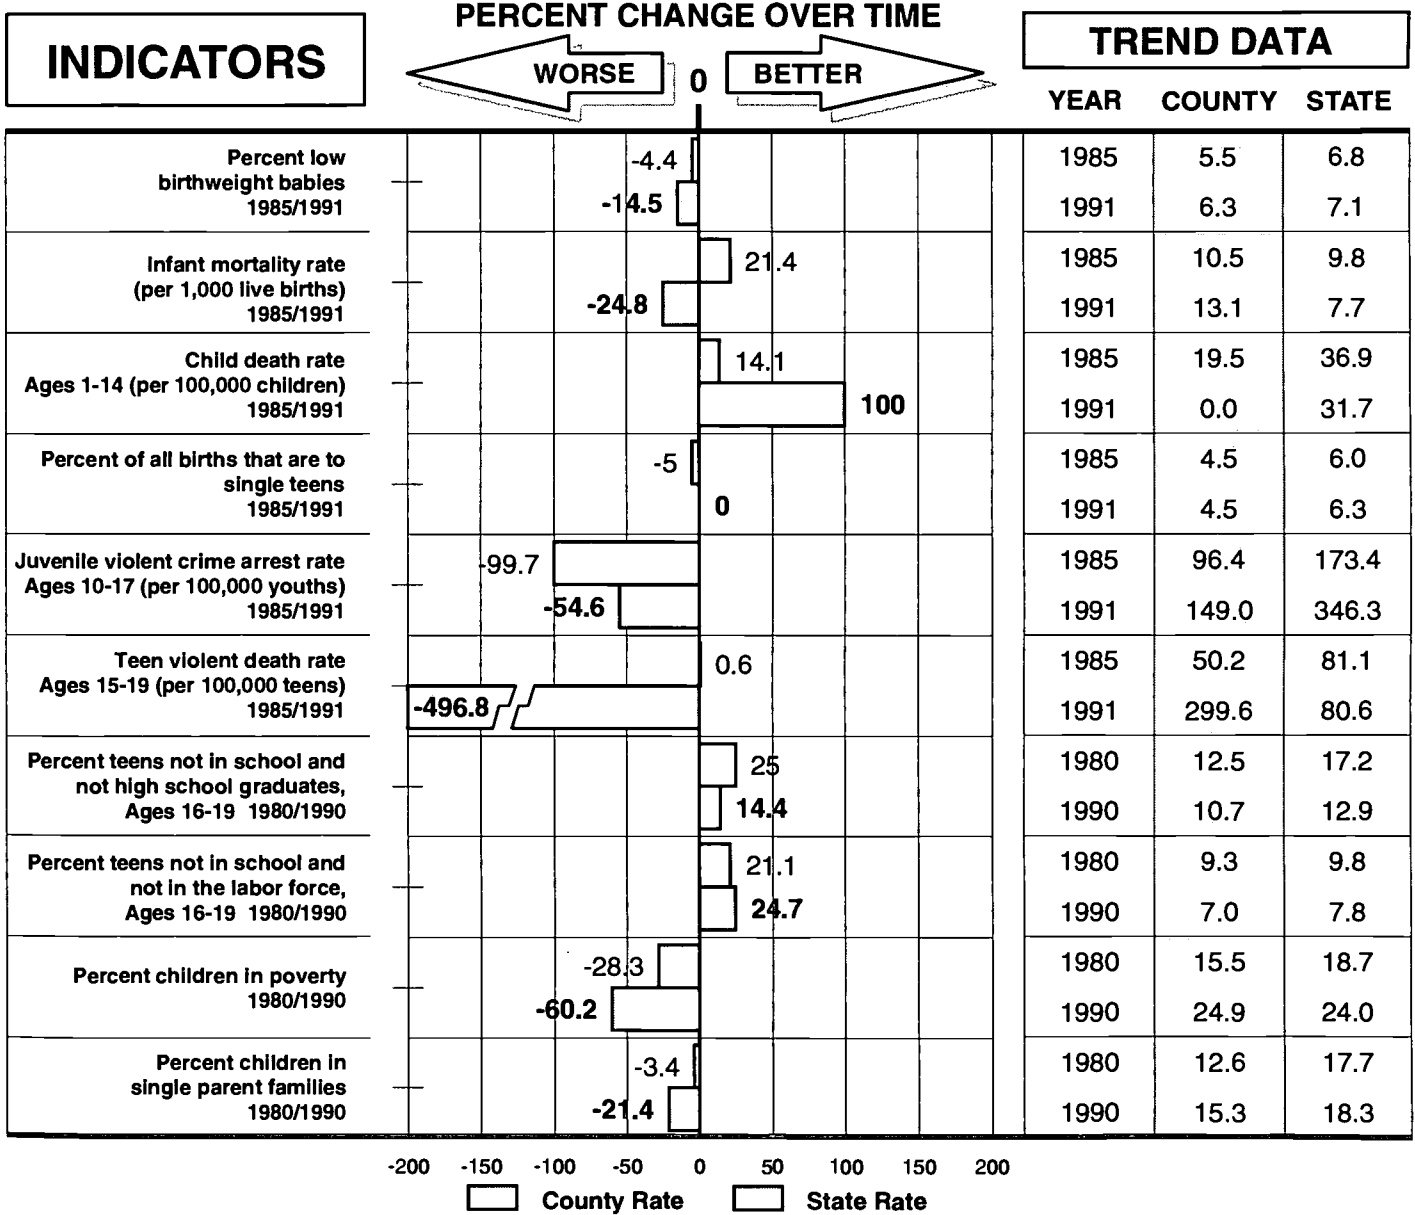 PERCENT CHANGE OVER TIME
INDICATORS
WORSE
0
BETTER
TREND DATA
YEAR COUNTY STATE
Percent low
birthweight babies
1985/1991
-4.4
-14.5
1985 5.5 6.8
1991 6.3 7.1
Infant mortality rate
(per 1,000 live births)
1985/1991
21.4
-24.8
1985 10.5 9.8
1991 13.1 7.7
Child death rate
Ages 1-14 (per 100,000 children)
1985/1991
14.1
100
1985 19.5 36.9
1991 0.0 31.7
Percent of all births that are to
single teens
1985/1991
-5
0
1985 4.5 6.0
1991 4.5 6.3
Juvenile violent crime arrest rate
Ages 10-17 (per 100,000 youths)
1985/1991
-99.7
-54.6
1985 96.4 173.4
1991 149.0 346.3
Teen violent death rate
Ages 15-19 (per 100,000 teens)
1985/1991
0.6
-496.8
1985 50.2 81.1
1991 299.6 80.6
Percent teens not in school and
not high school graduates,
Ages 16-19 1980/1990
25
14.4
1980 12.5 17.2
1990 10.7 12.9
Percent teens not in school and
not in the labor force,
Ages 16-19 1980/1990
21.1
24.7
1980 9.3 9.8
1990 7.0 7.8
Percent children in poverty
1980/1990
-28.3
-60.2
1980 15.5 18.7
1990 24.9 24.0
Percent children in
single parent families
1980/1990
-3.4
-21.4
1980 12.6 17.7
1990 15.3 18.3
-200 -150 -100 -50 0 50 100 150 200
County Rate State Rate